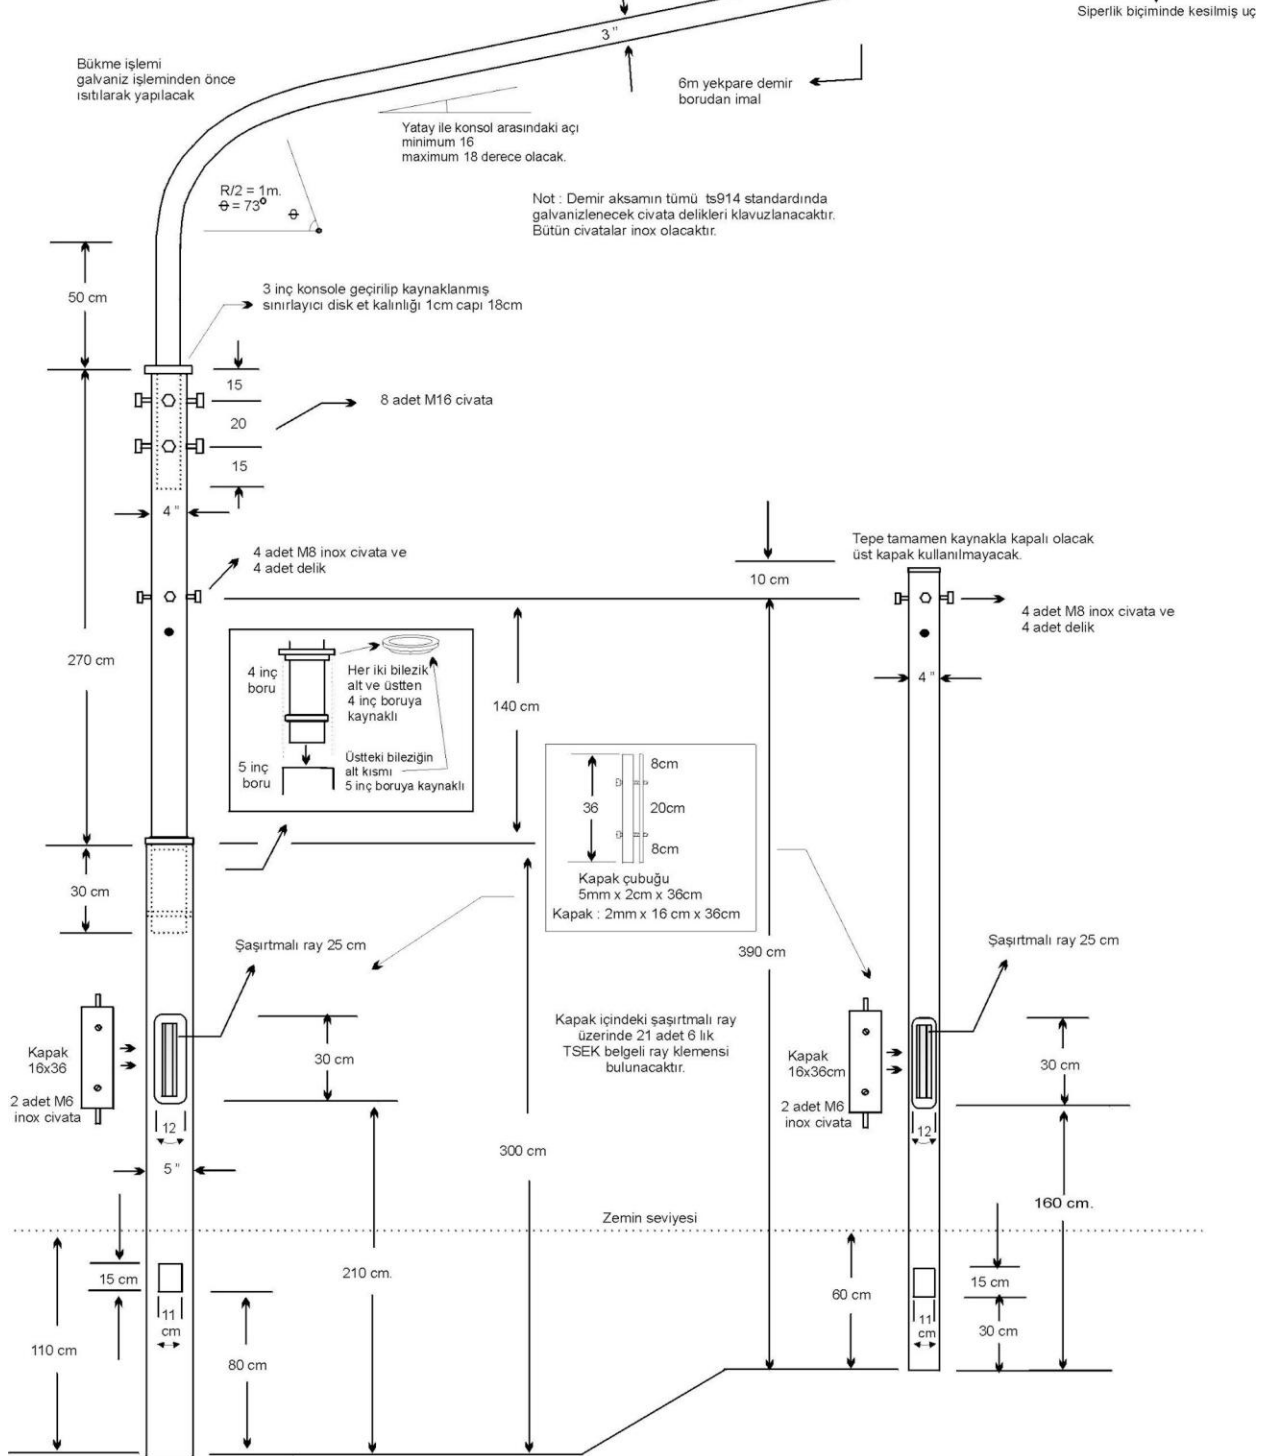 Siperlik biçiminde kesilmiş uç
3 "
Bükme işlemi
galvaniz işleminden önce
ısıtılarak yapılacak
6m yekpare demir
borudan imal
Yatay ile konsol arasındaki açı
minimum 16
maximum 18 derece olacak.
R/2 = 1m.
θ = 73°
θ
Not : Demir aksamın tümü ts914 standardında
galvanizlenecek civata delikleri klavuzlanacaktır.
Bütün civatalar inox olacaktır.
50 cm
3 inç konsole geçirilip kaynaklanmış
sınırlayıcı disk et kalınlığı 1cm capı 18cm
15
20
15
8 adet M16 civata
4 "
4 adet M8 inox civata ve
4 adet delik
10 cm
Tepe tamamen kaynakla kapalı olacak
üst kapak kullanılmayacak.
4 adet M8 inox civata ve
4 adet delik
4 "
270 cm
4 inç
boru
Her iki bilezik
alt ve üstten
4 inç boruya
kaynaklı
5 inç
boru
Üstteki bileziğin
alt kısmı
5 inç boruya kaynaklı
140 cm
8cm
36
20cm
8cm
Kapak çubuğu
5mm x 2cm x 36cm
Kapak : 2mm x 16 cm x 36cm
30 cm
390 cm
Şaşırtmalı ray 25 cm
Şaşırtmalı ray 25 cm
Kapak
16x36
2 adet M6
inox civata
30 cm
Kapak içindeki şaşırtmalı ray
üzerinde 21 adet 6 lık
TSEK belgeli ray klemensi
bulunacaktır.
Kapak
16x36cm
2 adet M6
inox civata
30 cm
12
12
5 "
300 cm
160 cm.
Zemin seviyesi
15 cm
210 cm.
11
cm
110 cm
80 cm
60 cm
15 cm
11
cm
30 cm